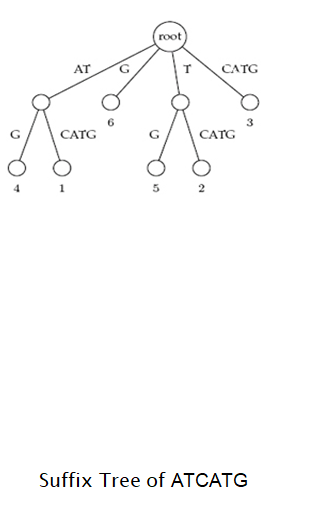 root
AT G T CATG
6 3
G CATG G CATG
4 1 5 2
Suffix Tree of ATCATG